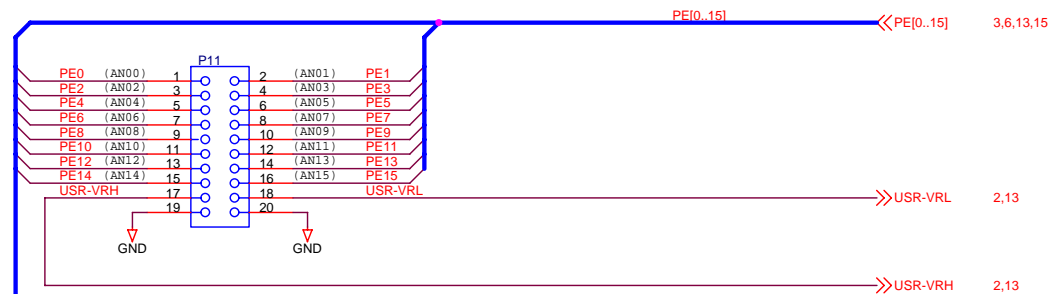 PE[0..15]
PE[0..15] 3,6,13,15
P11
PE0 (AN00) 1 2 (AN01) PE1
PE2 (AN02) 3 4 (AN03) PE3
PE4 (AN04) 5 6 (AN05) PE5
PE6 (AN06) 7 8 (AN07) PE7
PE8 (AN08) 9 10 (AN09) PE9
PE10 (AN10) 11 12 (AN11) PE11
PE12 (AN12) 13 14 (AN13) PE13
PE14 (AN14) 15 16 (AN15) PE15
USR-VRH 17 18 USR-VRL
USR-VRL 2,13
19 20
GND GND
USR-VRH 2,13